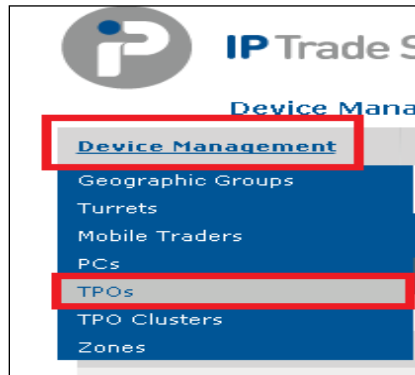 IP Trade S
Device Mana
Device Management
Geographic Groups
Turrets
Mobile Traders
PCs
TPOs
TPO Clusters
Zones